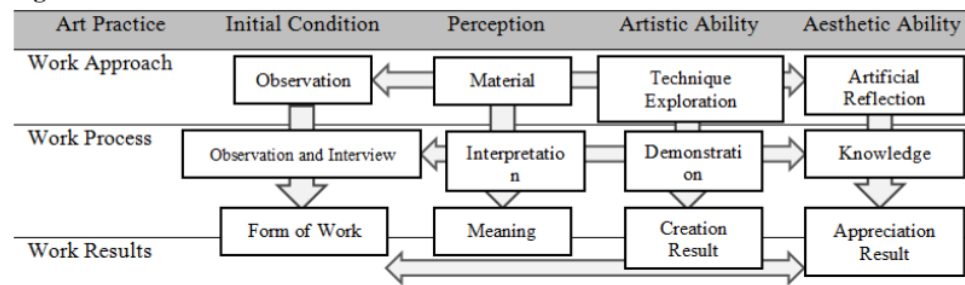 Art Practice Initial Condition Perception Artistic Ability Aesthetic Ability
Work Approach
Observation
Material
Technique
Exploration
Artificial
Reflection
Work Process
Observation and Interview
Interpretatio
n
Demonstrati
on
Knowledge
Form of Work
Meaning
Creation
Result
Appreciation
Result
Work Results